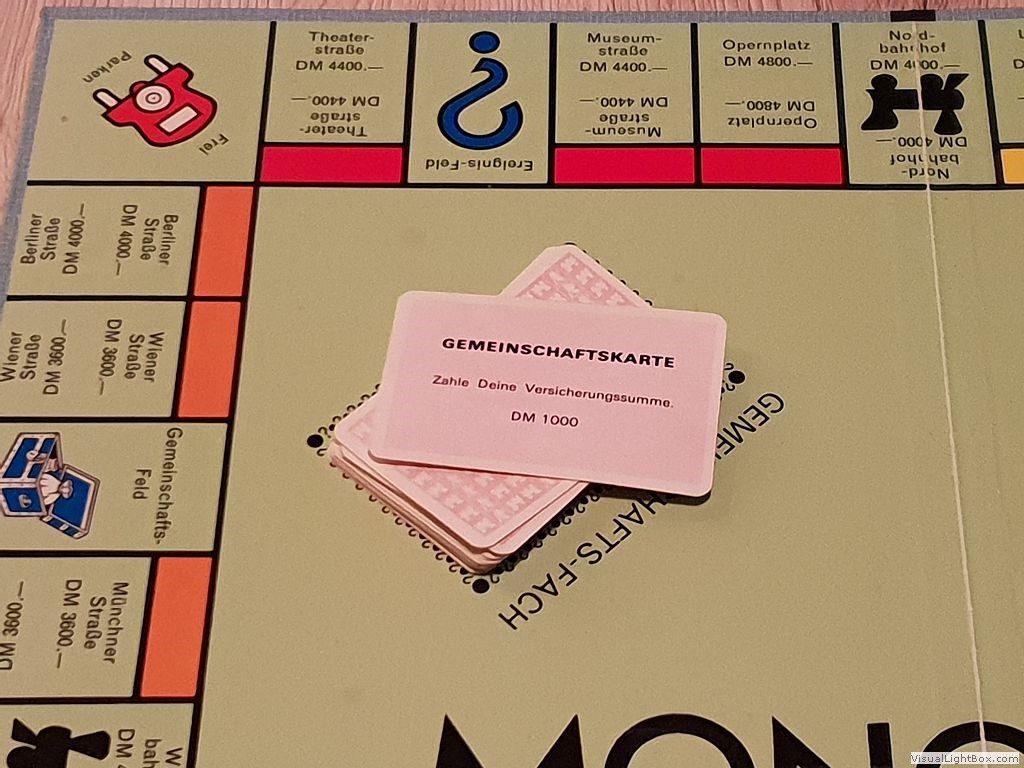 Parken
Frei
Theater-
straße
DM 4400.—
DM 4400.—
Theater-
straße
Ereignis-Feld
Museum-
straße
DM 4400.—
DM 4400.—
Museum-
straße
Opernplatz
DM 4800.—
DM 4800.—
Opernplatz
Nord-
bahnhof
DM 4000.—
DM 4000.—
Nord-
bahnhof
Berliner
Straße
DM 4000.—
Berliner
Straße
DM 4000.—
Wiener
Straße
DM 3600.—
Wiener
Straße
DM 3600.—
Gemeinschafts-
Feld
DM 3600.—
Münchner
Straße
DM 3600.—
GEMEINSCHAFTSKARTE
Zahle Deine Versicherungssumme.
DM 1000
HAFTS-FACH
VisualLightBox.com